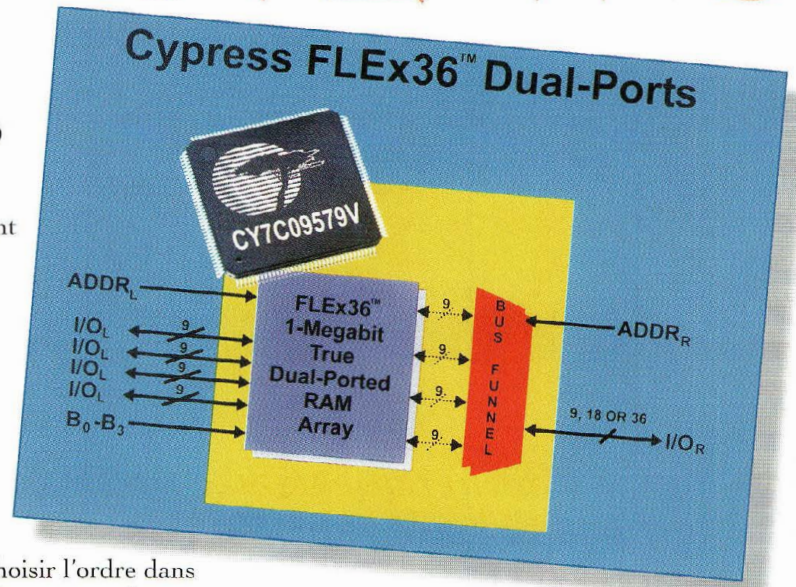 Cypress FLEx36™ Dual-Ports
nt
CY7C09579V
ADDRL
I/OL
I/OL
I/OL
I/OL
B0-B3
9
9
9
9
FLEx36™
1-Megabit
True
Dual-Ported
RAM
Array
9
9
9
9
BUS FUNNEL
ADDRR
9, 18 OR 36
I/OR
hoisir l'ordre dans